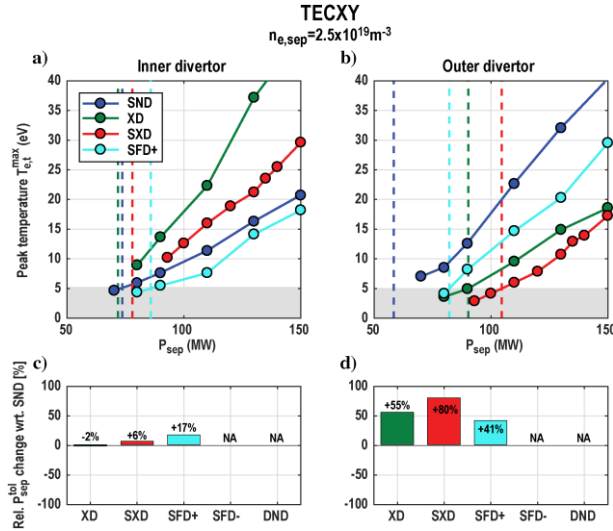 TECXY
n_e,sep=2.5x10^19m^-3
a) Inner divertor
b) Outer divertor
Peak temperature T_e,t^max (eV)
40
35
30
25
20
15
10
5
0
50
100
150
P_sep (MW)
SND
XD
SXD
SFD+
40
35
30
25
20
15
10
5
0
50
100
150
P_sep (MW)
c)
d)
Rel. P_sep^tol change wrt. SND [%]
100
50
0
-50
-100
-2%
+6%
+17%
NA
NA
XD SXD SFD+ SFD- DND
100
50
0
-50
-100
+55%
+80%
+41%
NA
NA
XD SXD SFD+ SFD- DND